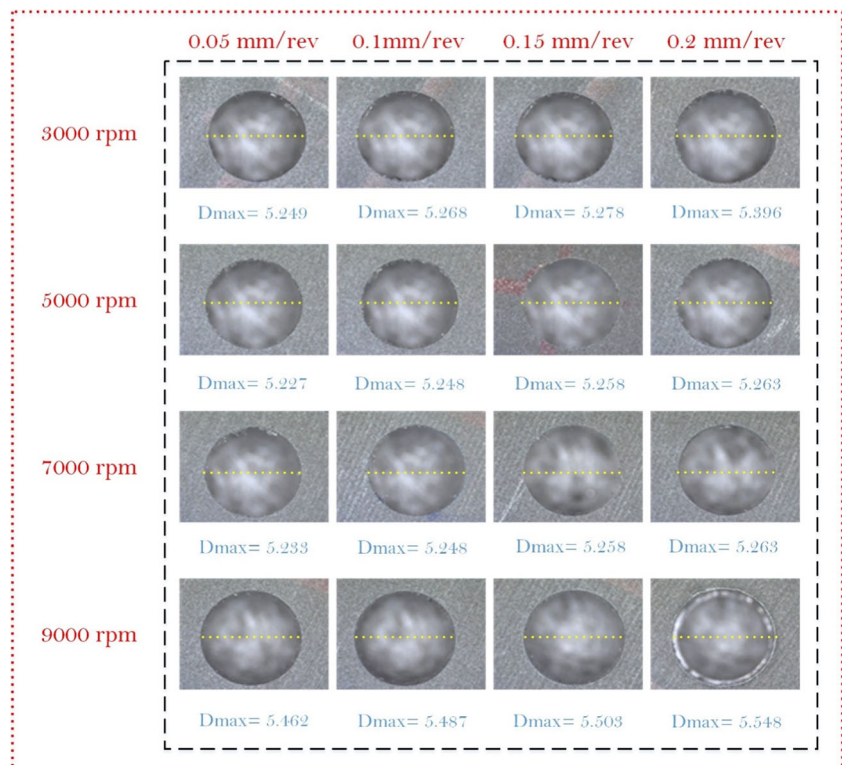 0.05 mm/rev 0.1mm/rev 0.15 mm/rev 0.2 mm/rev
3000 rpm
Dmax= 5.249 Dmax= 5.268 Dmax= 5.278 Dmax= 5.396
5000 rpm
Dmax= 5.227 Dmax= 5.248 Dmax= 5.258 Dmax= 5.263
7000 rpm
Dmax= 5.233 Dmax= 5.248 Dmax= 5.258 Dmax= 5.263
9000 rpm
Dmax= 5.462 Dmax= 5.487 Dmax= 5.503 Dmax= 5.548